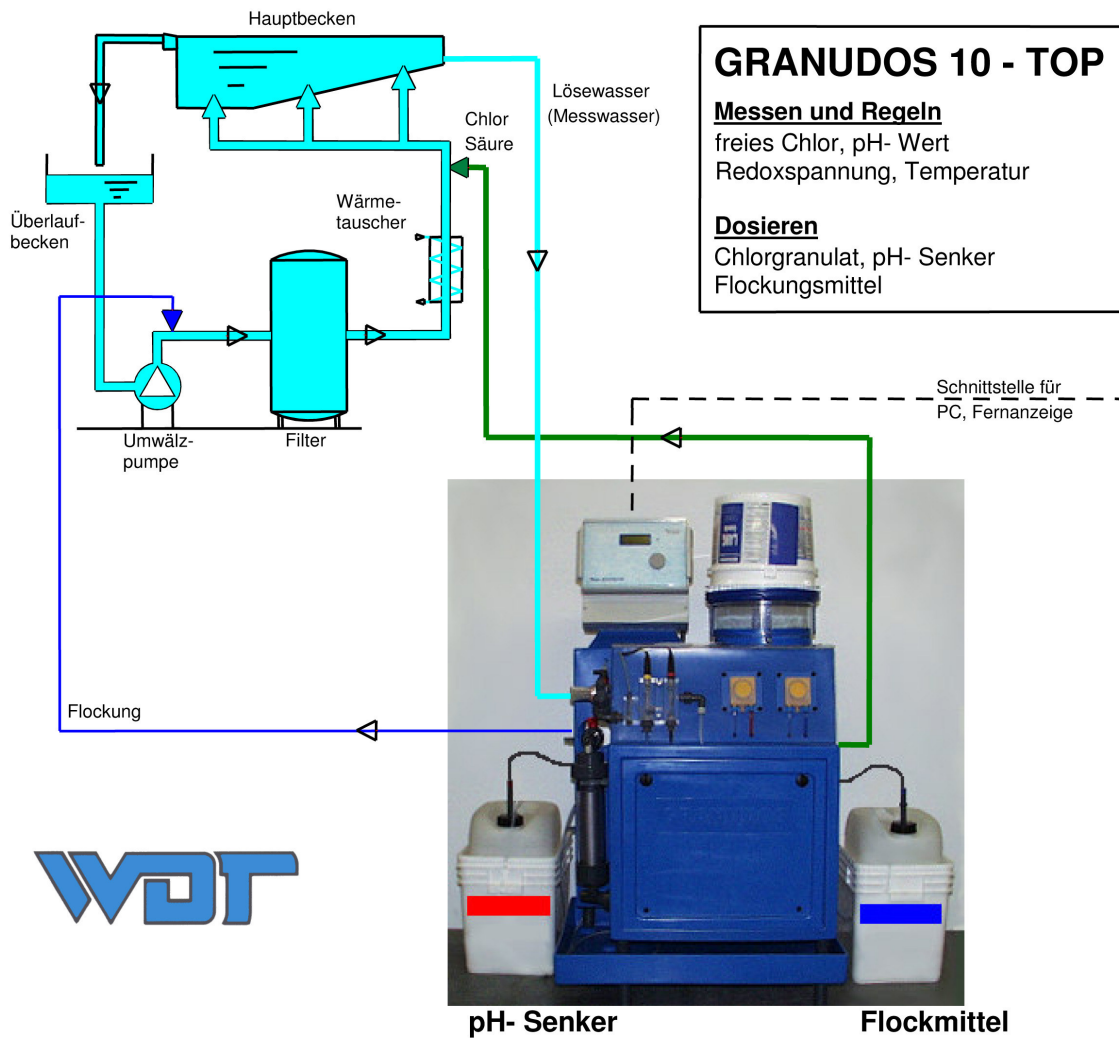 Hauptbecken
GRANUDOS 10 - TOP
Messen und Regeln
freies Chlor, pH- Wert
Redoxspannung, Temperatur
Dosieren
Chlorgranulat, pH- Senker
Flockungsmittel
Lösewasser
(Messwasser)
Chlor
Säure
Wärme-
tauscher
Überlauf-
becken
Umwälz-
pumpe
Filter
Schnittstelle für
PC, Fernanzeige
Flockung
WDT
pH- Senker
Flockmittel